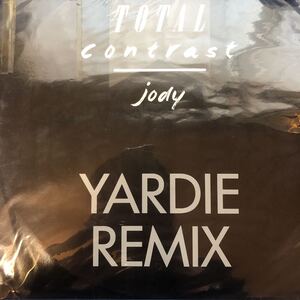 TOTAL
contrast
jody
YARDIE
REMIX